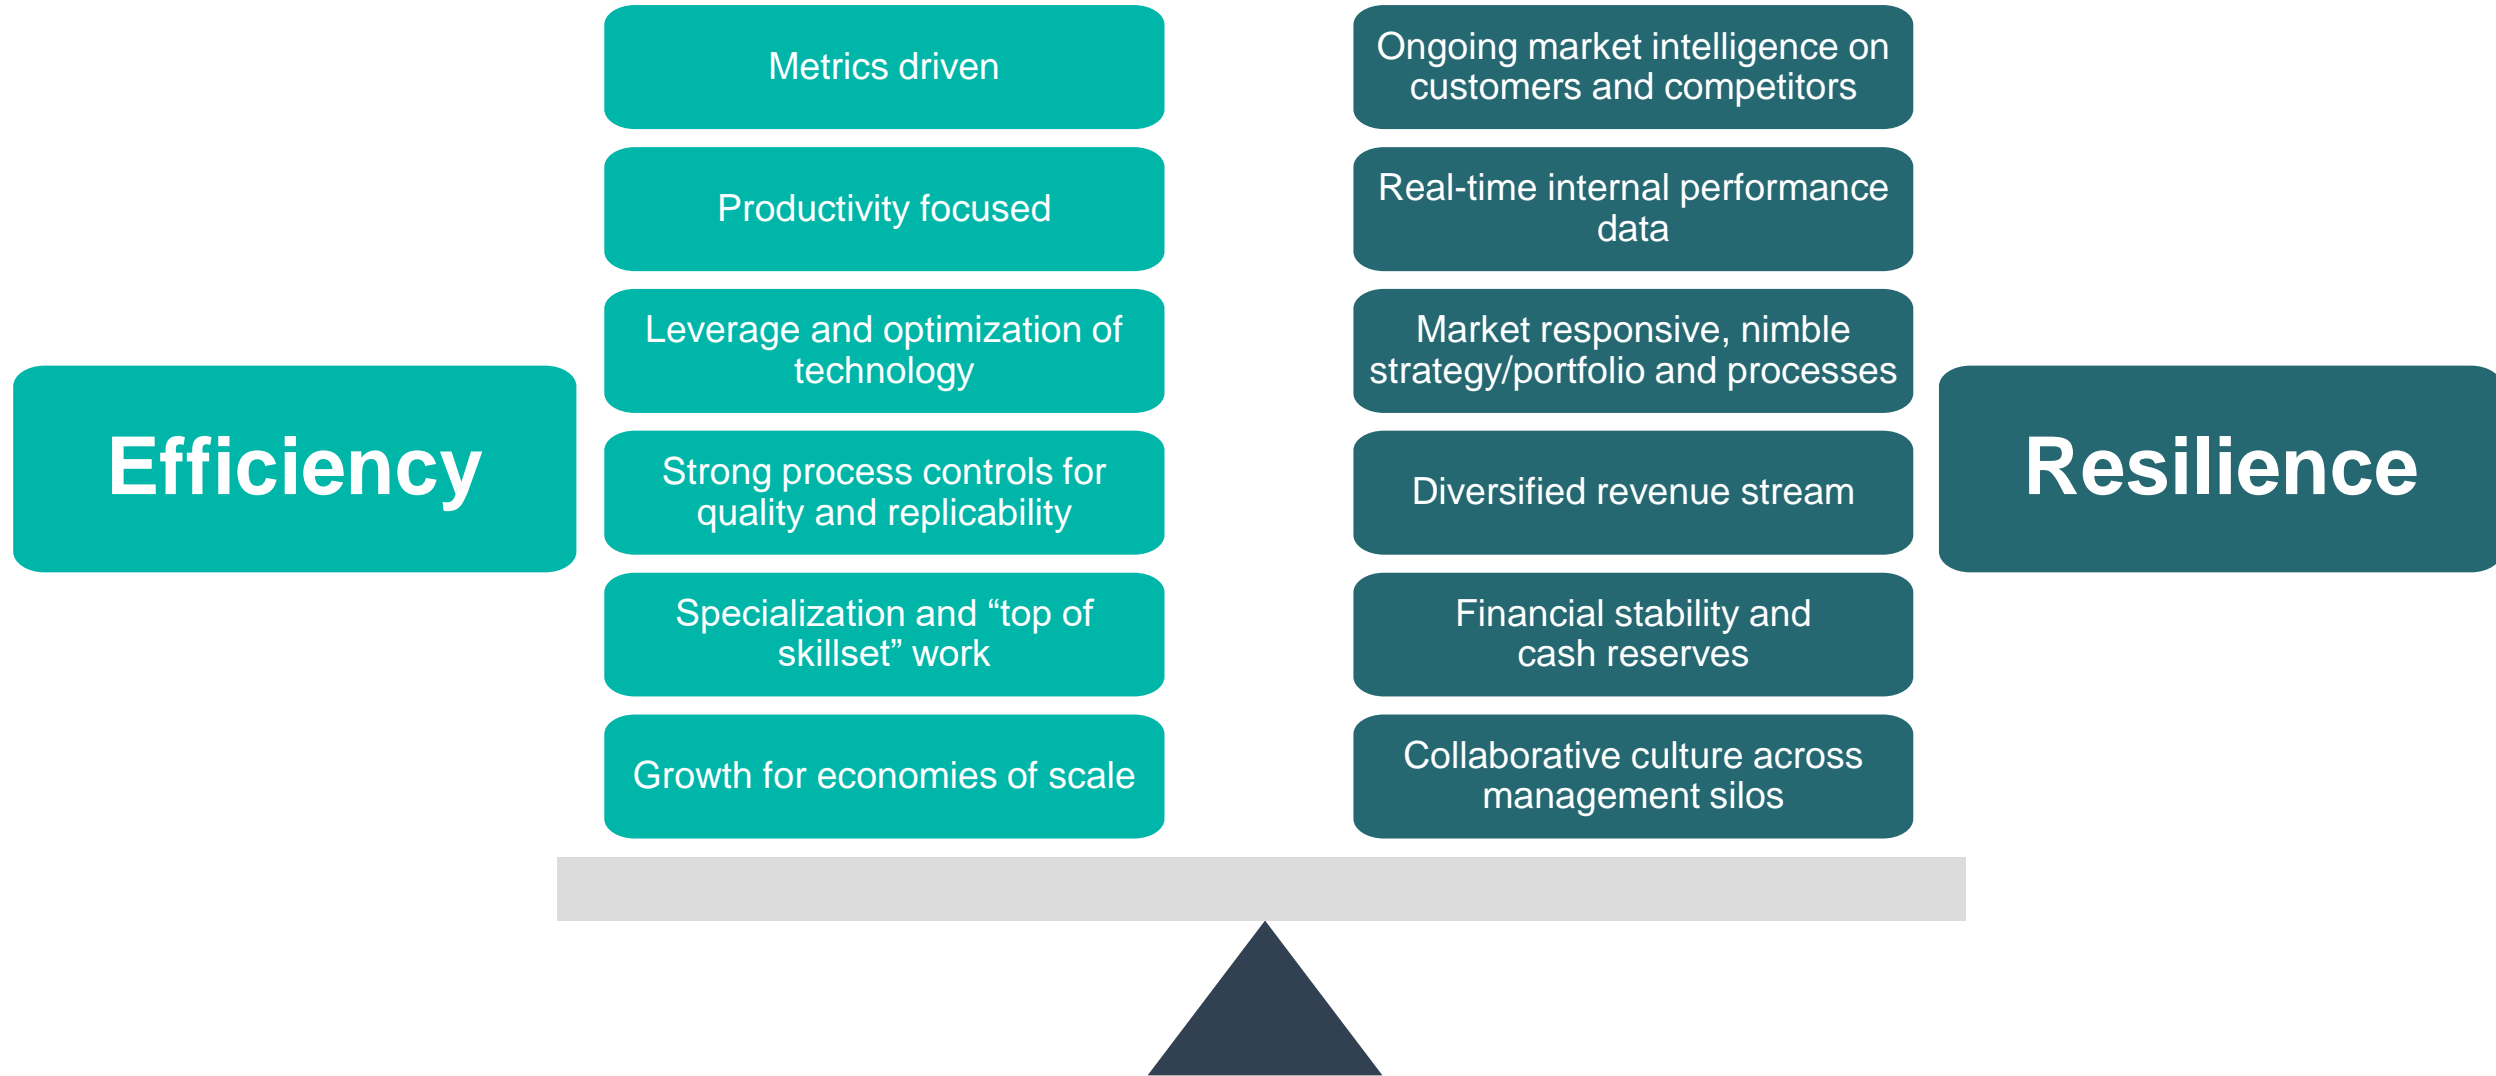 Efficiency
Metrics driven
Productivity focused
Leverage and optimization of
technology
Strong process controls for
quality and replicability
Specialization and “top of
skillset” work
Growth for economies of scale
Ongoing market intelligence on
customers and competitors
Real-time internal performance
data
Market responsive, nimble
strategy/portfolio and processes
Diversified revenue stream
Financial stability and
cash reserves
Collaborative culture across
management silos
Resilience